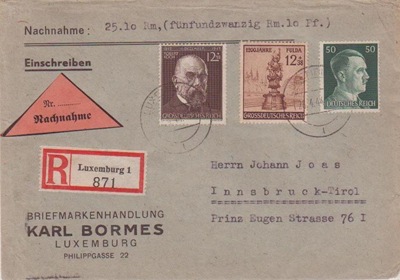 Nachnahme: 25.10 Rm, (fünfundzwanzig Rm.10 Pf.)
Einschreiben
Nr.
Nachnahme
12+
GROSSDEUTSCHES REICH
1200 JAHRE FULDA
12+38
GROSSDEUTSCHES REICH
50 50
DEUTSCHES REICH
R
Luxemburg 1
871
Herrn Johann Joas
Innsbruck-Tirol
Prinz Eugen Strasse 76 I
BRIEFMARKENHANDLUNG
KARL BORMES
LUXEMBURG
PHILIPPGASSE 22